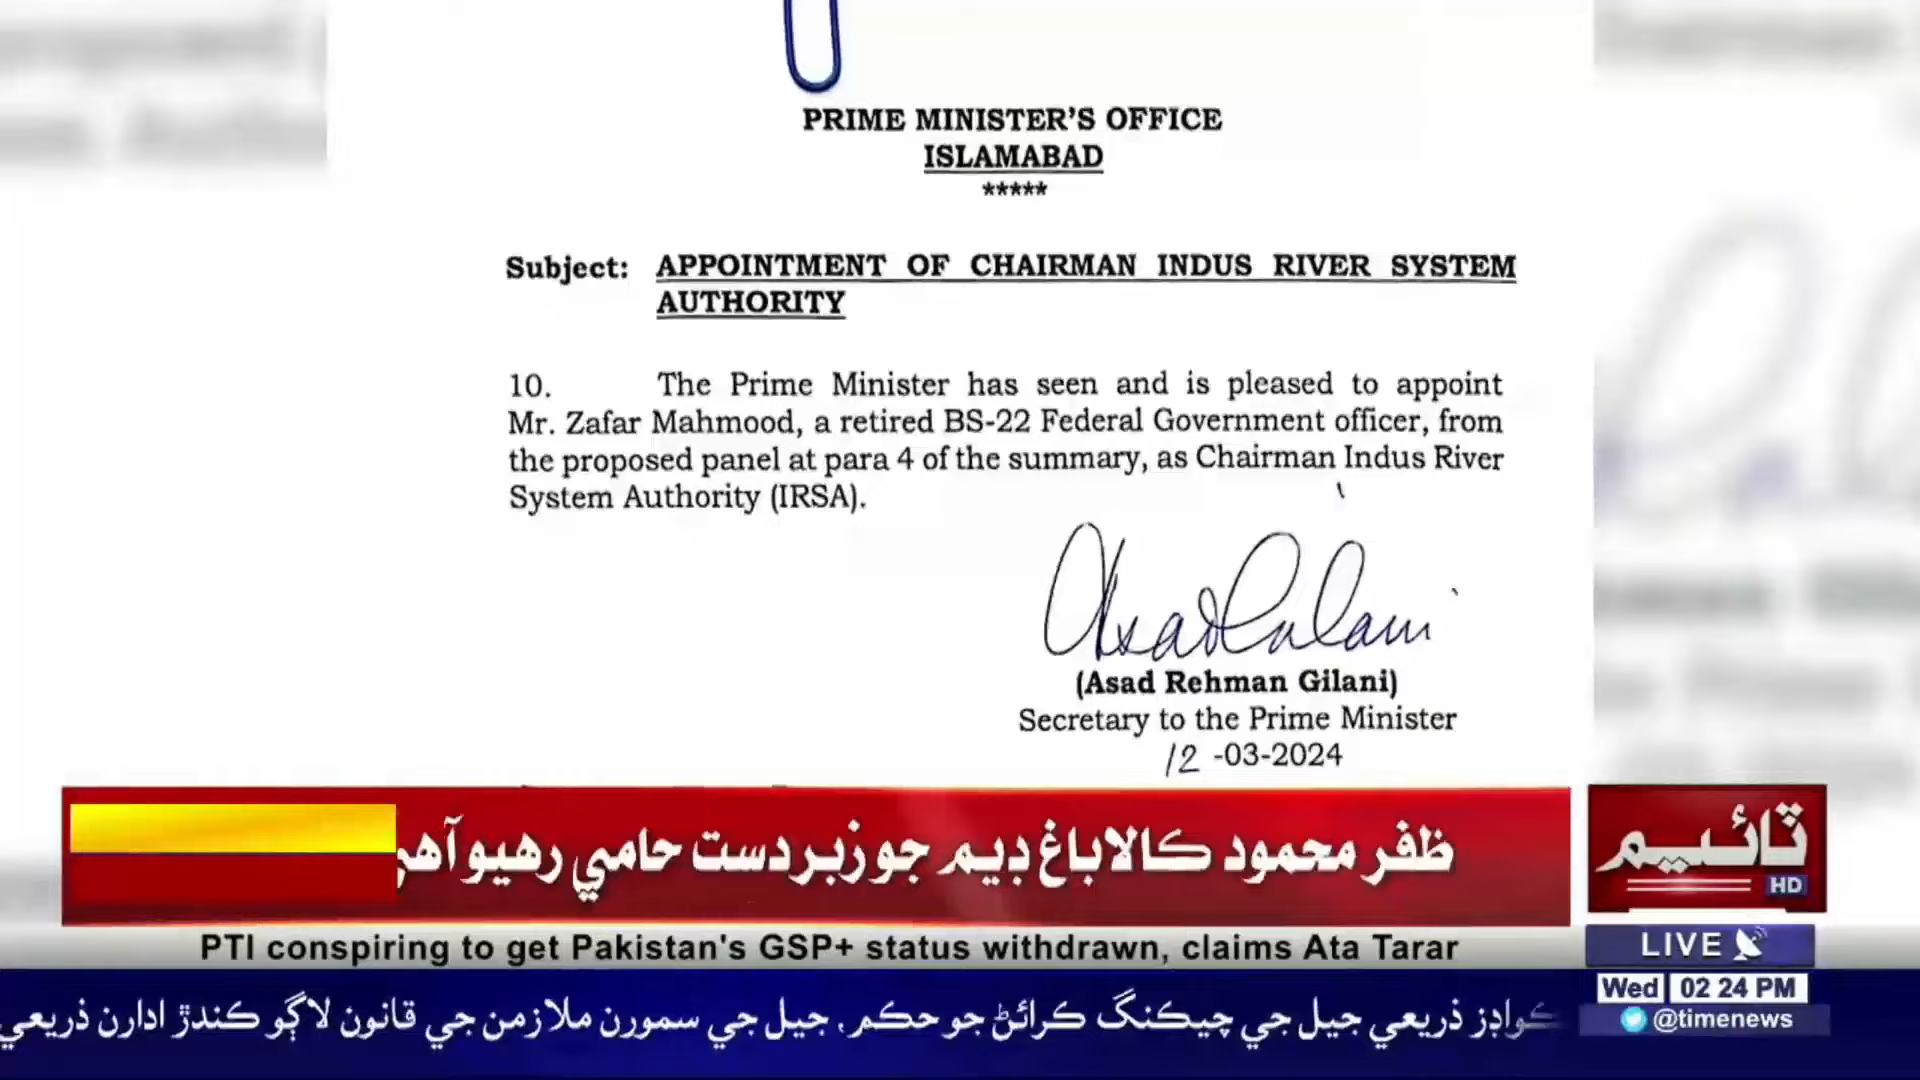 PRIME MINISTER'S OFFICE
ISLAMABAD
*****
Subject: APPOINTMENT OF CHAIRMAN INDUS RIVER SYSTEM
AUTHORITY
10. The Prime Minister has seen and is pleased to appoint
Mr. Zafar Mahmood, a retired BS-22 Federal Government officer, from
the proposed panel at para 4 of the summary, as Chairman Indus River
System Authority (IRSA).
(Asad Rehman Gilani)
Secretary to the Prime Minister
12 -03-2024
ظفر محمود ڪالاباغ ڊيم جو زبردست حامي رهيو آهي
ٽائيم
HD
PTI conspiring to get Pakistan's GSP+ status withdrawn, claims Ata Tarar
LIVE
Wed 02 24 PM
ذريعي جيل جي چيڪنگ ڪرائڻ جو حڪم، جيل جي سمورن ملازمن جي قانون لاڳو ڪندڙ ادارن ذريعي
@timenews